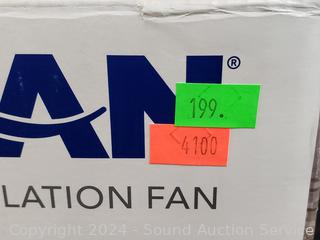 AN®
199.
4100
LATION FAN
Copyright 2024 - Sound Auction Service